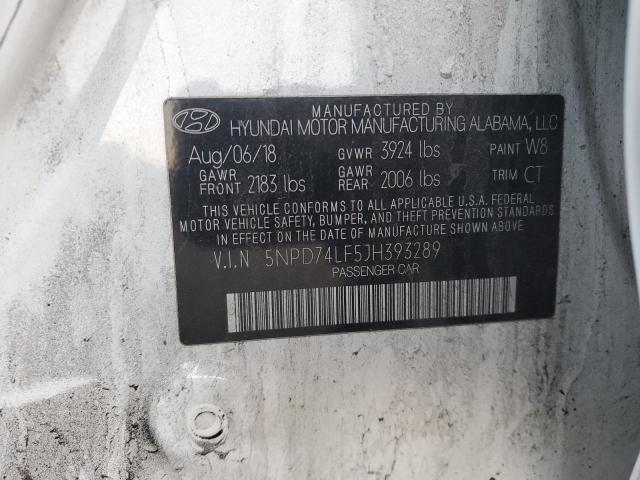 MANUFACTURED BY
HYUNDAI MOTOR MANUFACTURING ALABAMA, LLC
Aug/06/18 GVWR 3924 lbs PAINT W8
GAWR FRONT 2183 lbs GAWR REAR 2006 lbs TRIM CT
THIS VEHICLE CONFORMS TO ALL APPLICABLE U.S.A. FEDERAL
MOTOR VEHICLE SAFETY, BUMPER, AND THEFT PREVENTION STANDARDS
IN EFFECT ON THE DATE OF MANUFACTURE SHOWN ABOVE.
V.I.N 5NPD74LF5JH393289
PASSENGER CAR